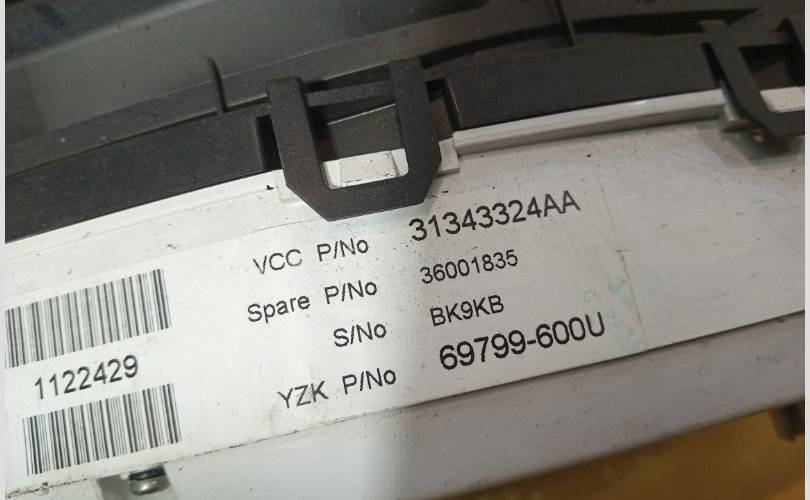 VCC P/No 31343324AA
Spare P/No 36001835
S/No BK9KB
YZK P/No 69799-600U
1122429